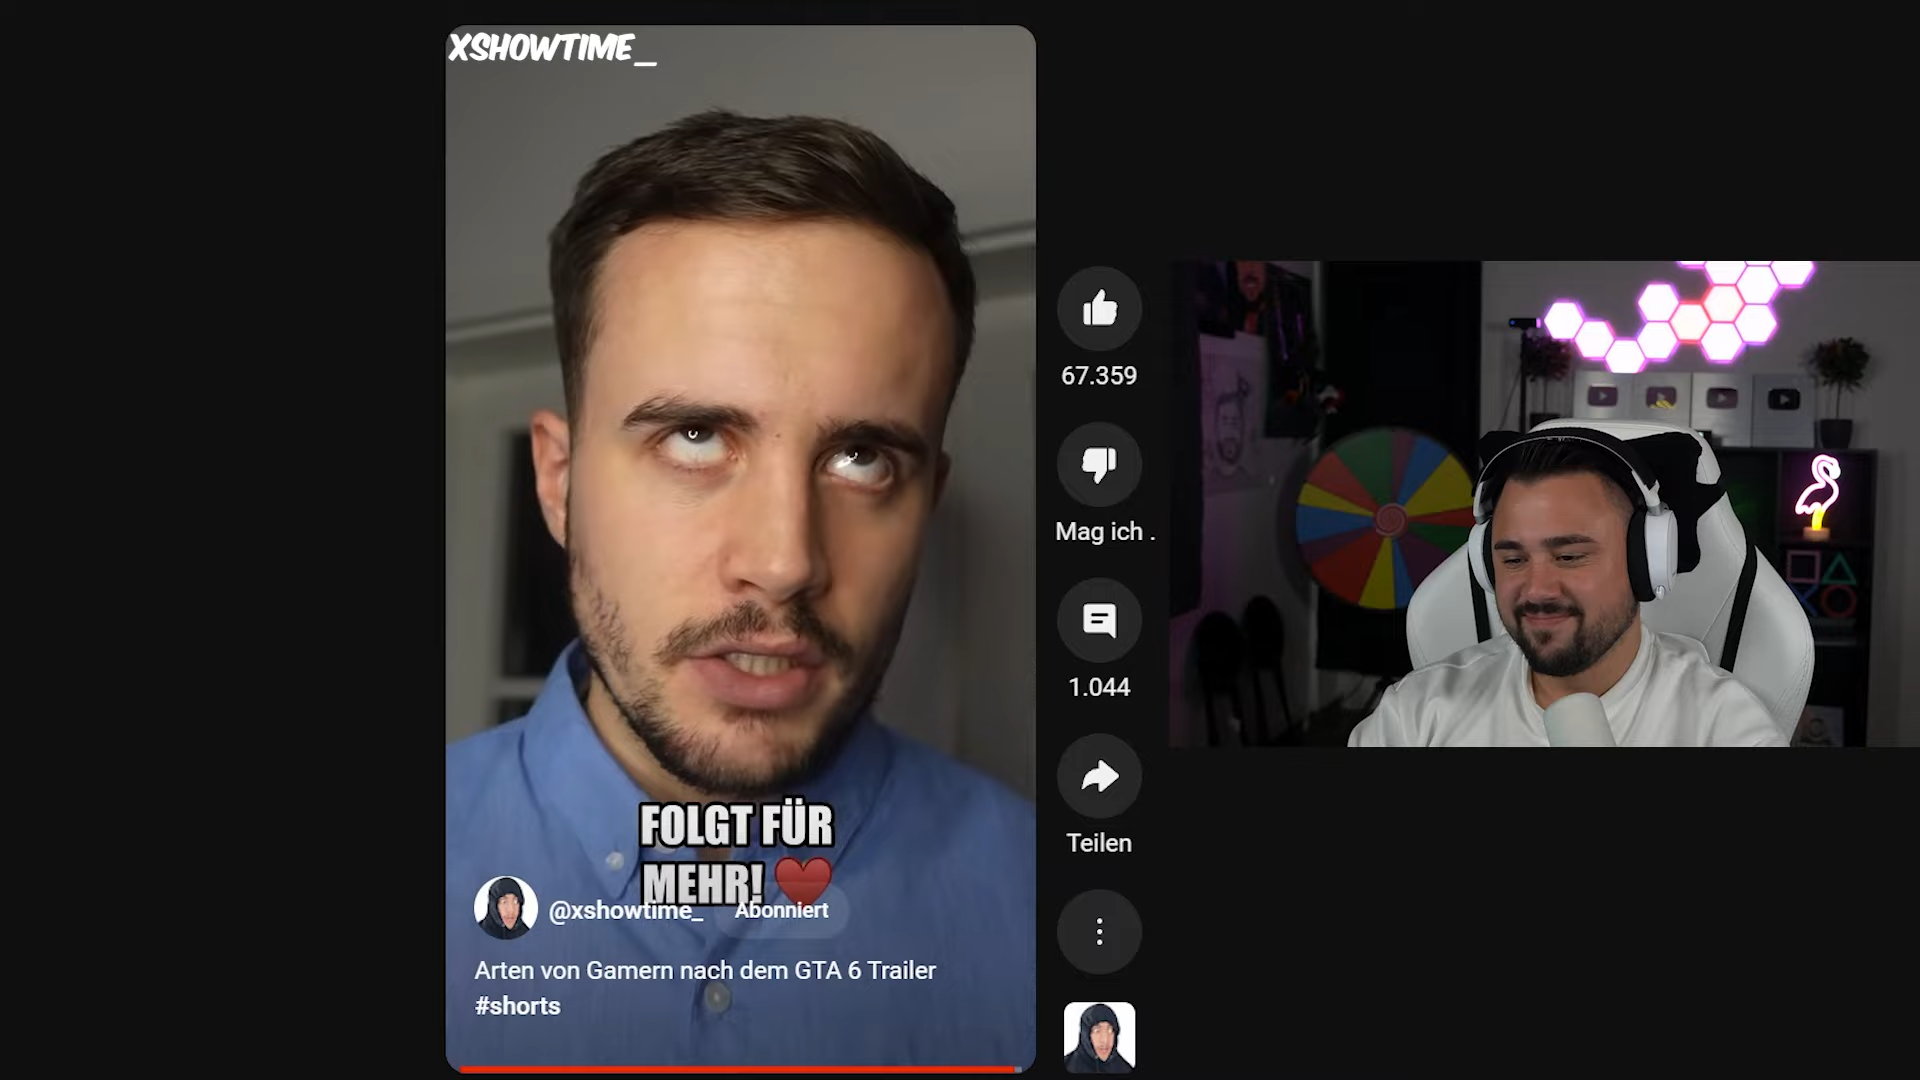 XSHOWTIME_
FOLGT FÜR
MEHR! ❤️
@xshowtime_ Abonniert
Arten von Gamern nach dem GTA 6 Trailer
#shorts
67.359
Mag ich .
1.044
Teilen